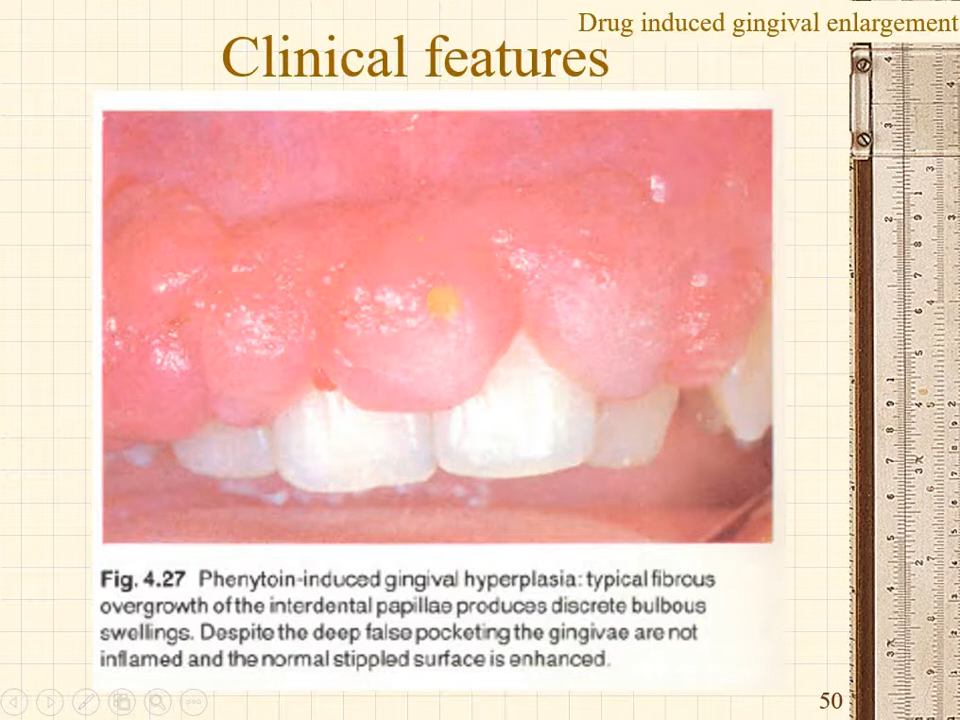 Drug induced gingival enlargement
Clinical features
Fig. 4.27 Phenytoin-induced gingival hyperplasia: typical fibrous
overgrowth of the interdental papillae produces discrete bulbous
swellings. Despite the deep false pocketing the gingivae are not
inflamed and the normal stippled surface is enhanced.
50